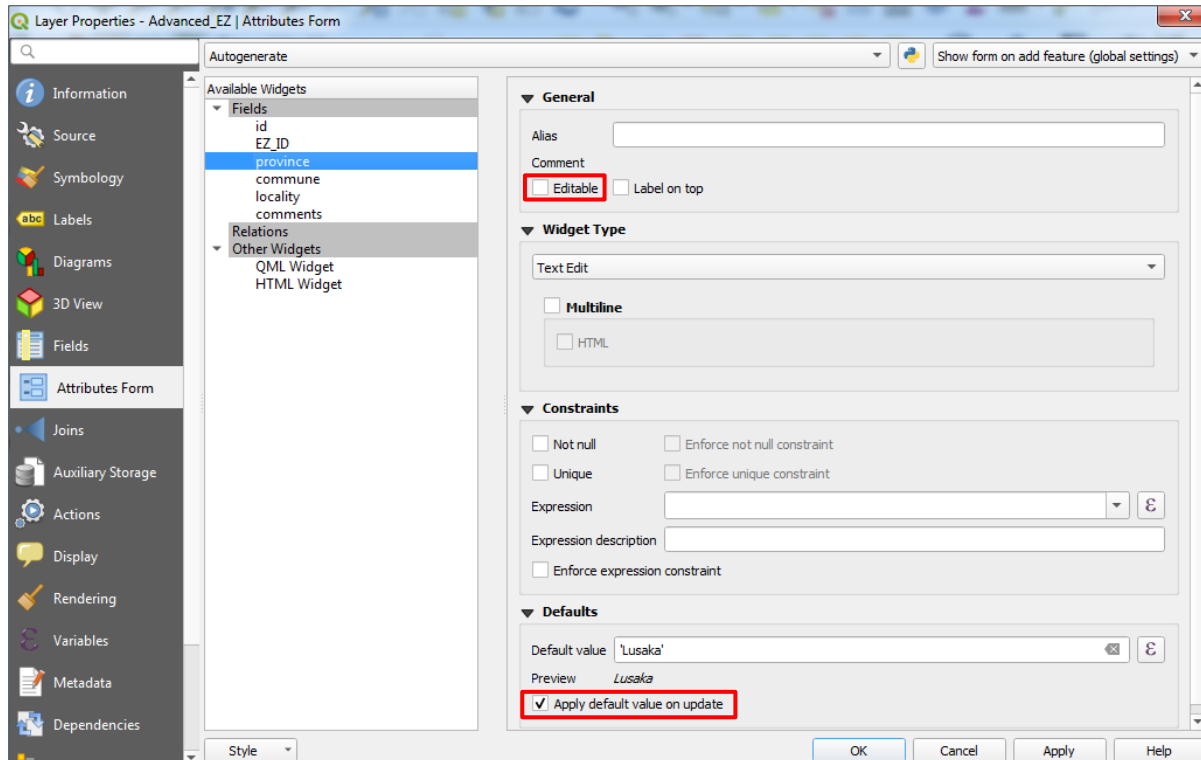 Layer Properties - Advanced_EZ | Attributes Form
Autogenerate
Show form on add feature (global settings)
Information
Source
Symbology
abc Labels
Diagrams
3D View
Fields
Attributes Form
Joins
Auxiliary Storage
Actions
Display
Rendering
Variables
Metadata
Dependencies
Available Widgets
Fields
id
EZ_ID
province
commune
locality
comments
Relations
Other Widgets
QML Widget
HTML Widget
General
Alias
Comment
Editable Label on top
Widget Type
Text Edit
Multiline
HTML
Constraints
Not null Enforce not null constraint
Unique Enforce unique constraint
Expression ε
Expression description
Enforce expression constraint
Defaults
Default value 'Lusaka' ε
Preview Lusaka
Apply default value on update
Style OK Cancel Apply Help